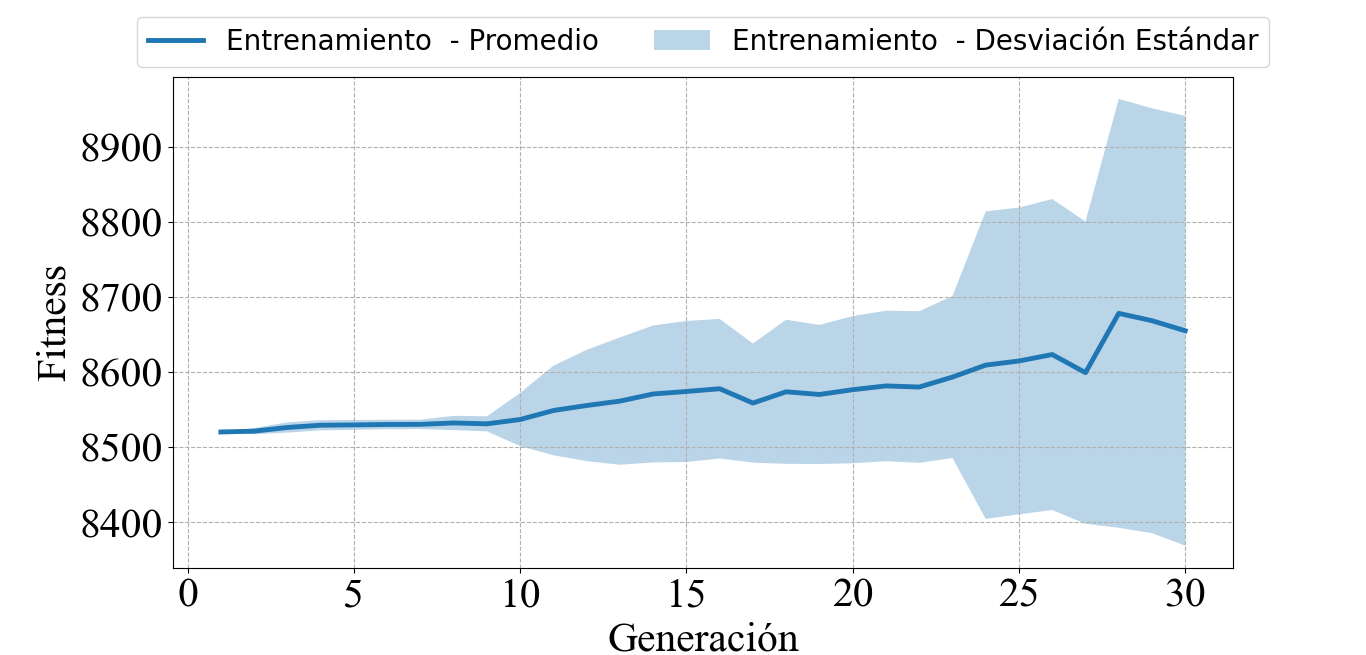 Entrenamiento - Promedio
Entrenamiento - Desviación Estándar
Fitness
8900
8800
8700
8600
8500
8400
0 5 10 15 20 25 30
Generación